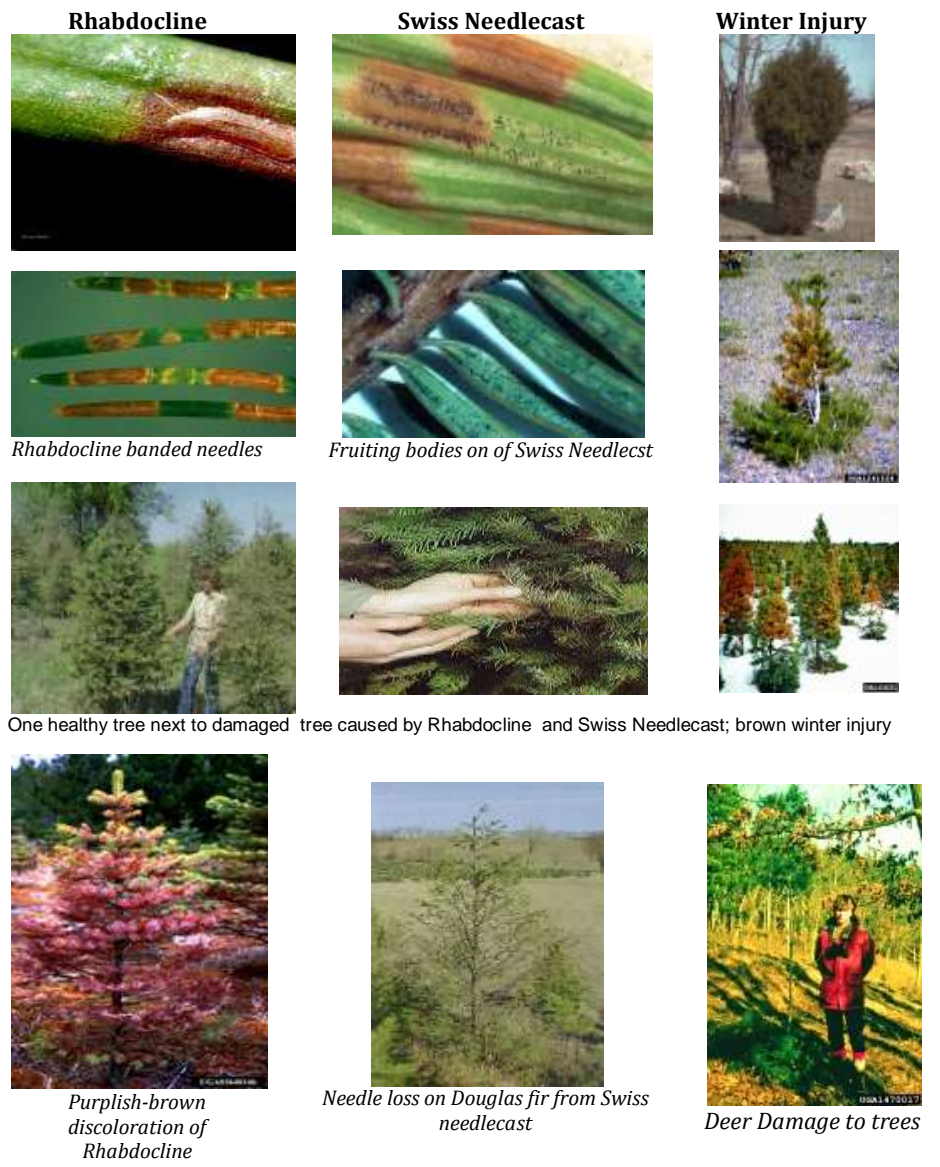 Rhabdocline
Swiss Needlecast
Winter Injury
Rhabdocline banded needles
Fruiting bodies on of Swiss Needlecst
One healthy tree next to damaged tree caused by Rhabdocline and Swiss Needlecast; brown winter injury
Purplish-brown
discoloration of
Rhabdocline
Needle loss on Douglas fir from Swiss
needlecast
USA1470017
Deer Damage to trees